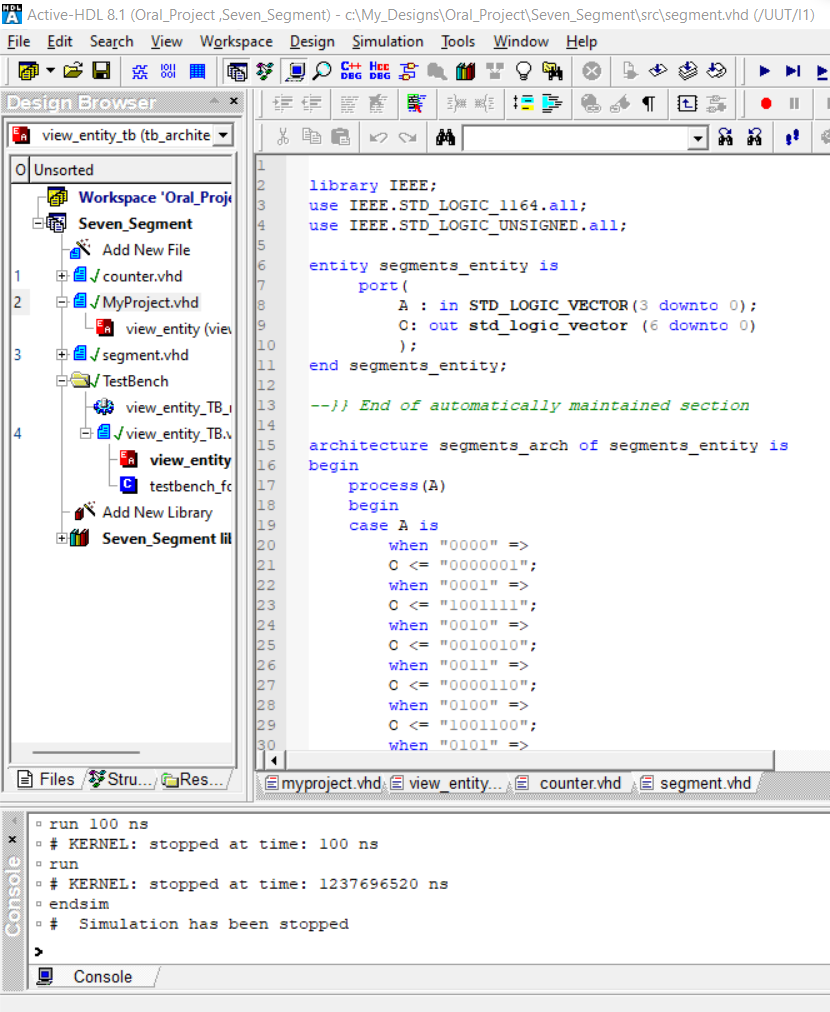 Active-HDL 8.1 (Oral_Project ,Seven_Segment) - c:\My_Designs\Oral_Project\Seven_Segment\src\segment.vhd (/UUT/I1)
File Edit Search View Workspace Design Simulation Tools Window Help
C++ DBG HEC DBG
Design Browser
view_entity_tb (tb_archite
O Unsorted
Workspace 'Oral_Proje
Seven_Segment
Add New File
1 counter.vhd
2 MyProject.vhd
view_entity (view
3 segment.vhd
TestBench
view_entity_TB_
4 view_entity_TB.v
view_entity
testbench_fo
Add New Library
Seven_Segment lil
Files Stru... Res...
1
2 library IEEE;
3 use IEEE.STD_LOGIC_1164.all;
4 use IEEE.STD_LOGIC_UNSIGNED.all;
5
6 entity segments_entity is
7 port(
8 A : in STD_LOGIC_VECTOR(3 downto 0);
9 O: out std_logic_vector (6 downto 0)
10 );
11 end segments_entity;
12
13 --}} End of automatically maintained section
14
15 architecture segments_arch of segments_entity is
16 begin
17 process(A)
18 begin
19 case A is
20 when "0000" =>
21 O <= "0000001";
22 when "0001" =>
23 O <= "1001111";
24 when "0010" =>
25 O <= "0010010";
26 when "0011" =>
27 O <= "0000110";
28 when "0100" =>
29 O <= "1001100";
30 when "0101" =>
myproject.vhd view_entity... counter.vhd segment.vhd
Console
run 100 ns
# KERNEL: stopped at time: 100 ns
run
# KERNEL: stopped at time: 1237696520 ns
endsim
# Simulation has been stopped
>
Console